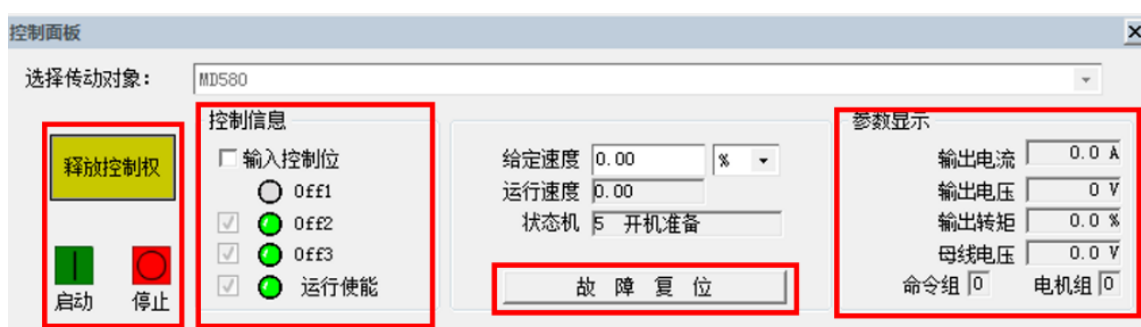 控制面板
选择传动对象： MD580
释放控制权
启动 停止
控制信息
输入控制位
Off1
Off2
Off3
运行使能
给定速度 0.00 %
运行速度 0.00
状态机 5 开机准备
故 障 复 位
参数显示
输出电流 0.0 A
输出电压 0 V
输出转矩 0.0 %
母线电压 0.0 V
命令组 0 电机组 0